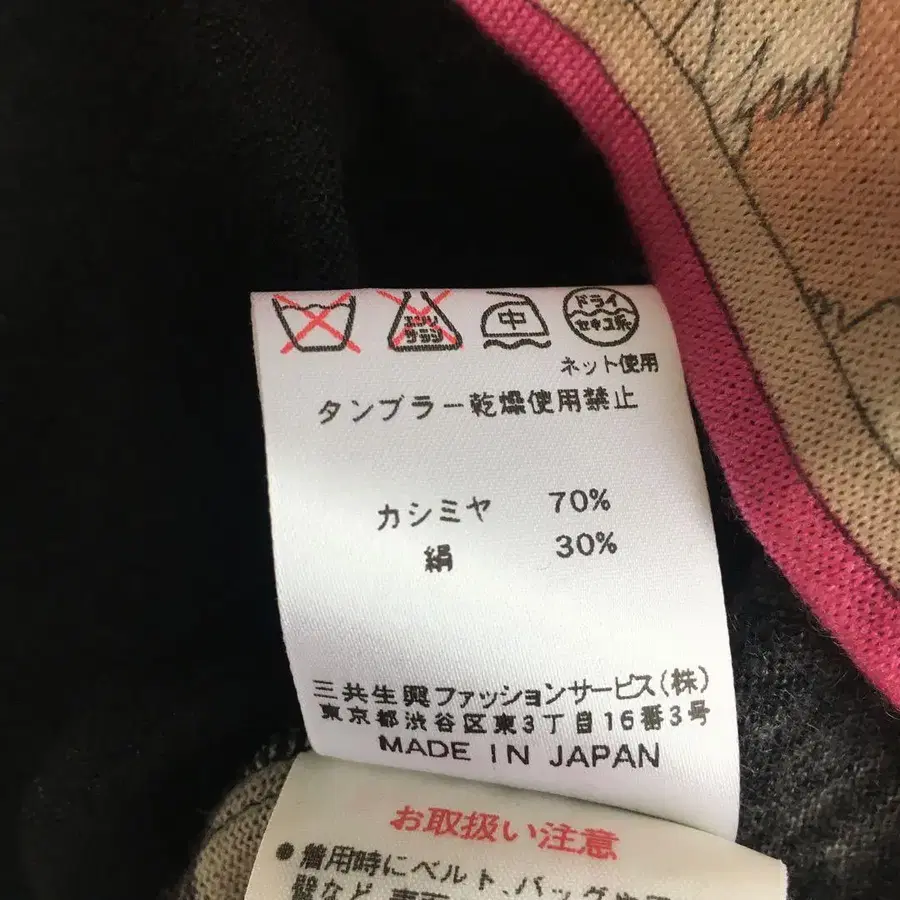 エンソ
サラシ
中
ドライ
セキユ系
ネット使用
タンブラー乾燥使用禁止
カシミヤ 70%
絹 30%
三共生興ファッションサービス(株)
東京都渋谷区東3丁目16番3号
MADE IN JAPAN
お取扱い注意
●着用時にベルト、バッグや
壁など